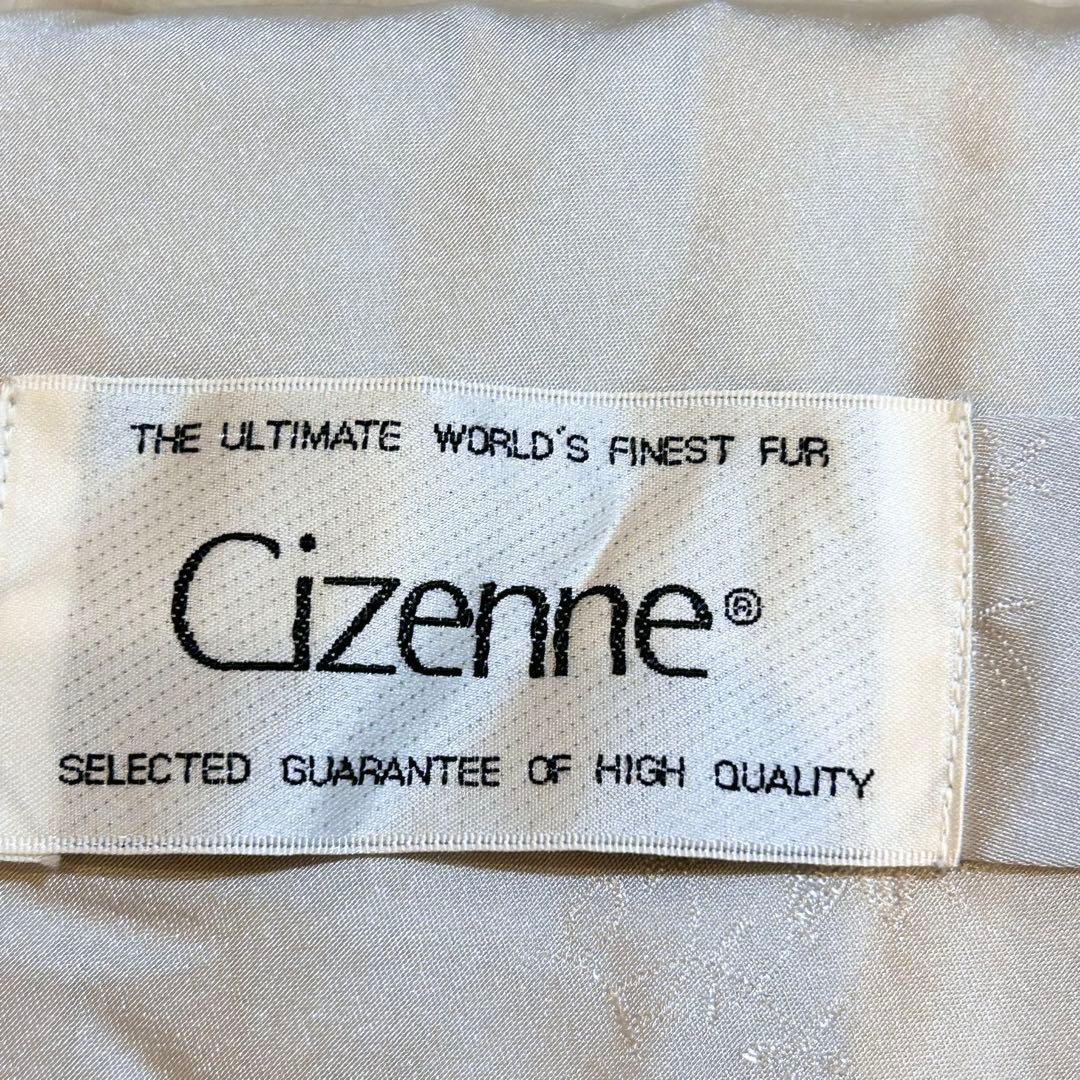 THE ULTIMATE WORLD'S FINEST FUR
Cizenne®
SELECTED GUARANTEE OF HIGH QUALITY